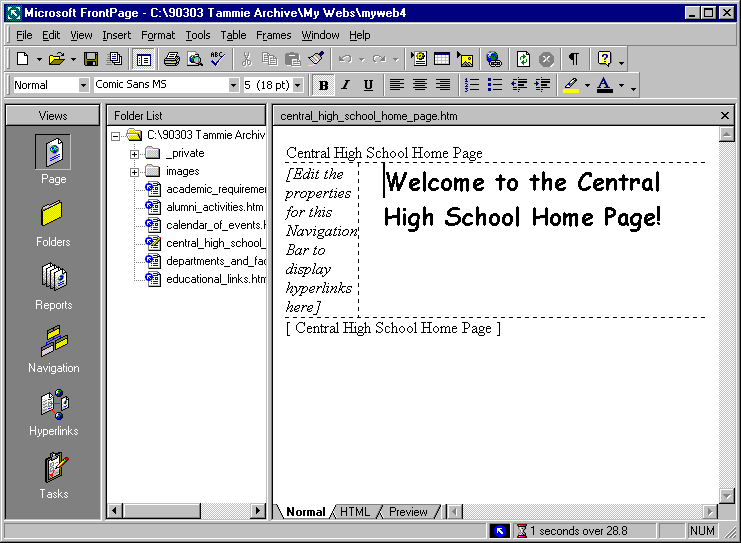 Microsoft FrontPage - C:\90303 Tammie Archive\My Webs\myweb4
File Edit View Insert Format Tools Table Frames Window Help
Normal Comic Sans MS 5 (18 pt) B I U A
Views
Page
Folders
Reports
Navigation
Hyperlinks
Tasks
Folder List
C:\90303 Tammie Archiv
_private
images
academic_requireme
alumni_activities.htm
calendar_of_events.h
central_high_school_
departments_and_fac
educational_links.htm
central_high_school_home_page.htm
Central High School Home Page
[Edit the
properties
for this
Navigation
Bar to
display
hyperlinks
here]
Welcome to the Central
High School Home Page!
[ Central High School Home Page ]
Normal HTML Preview
1 seconds over 28.8 NUM